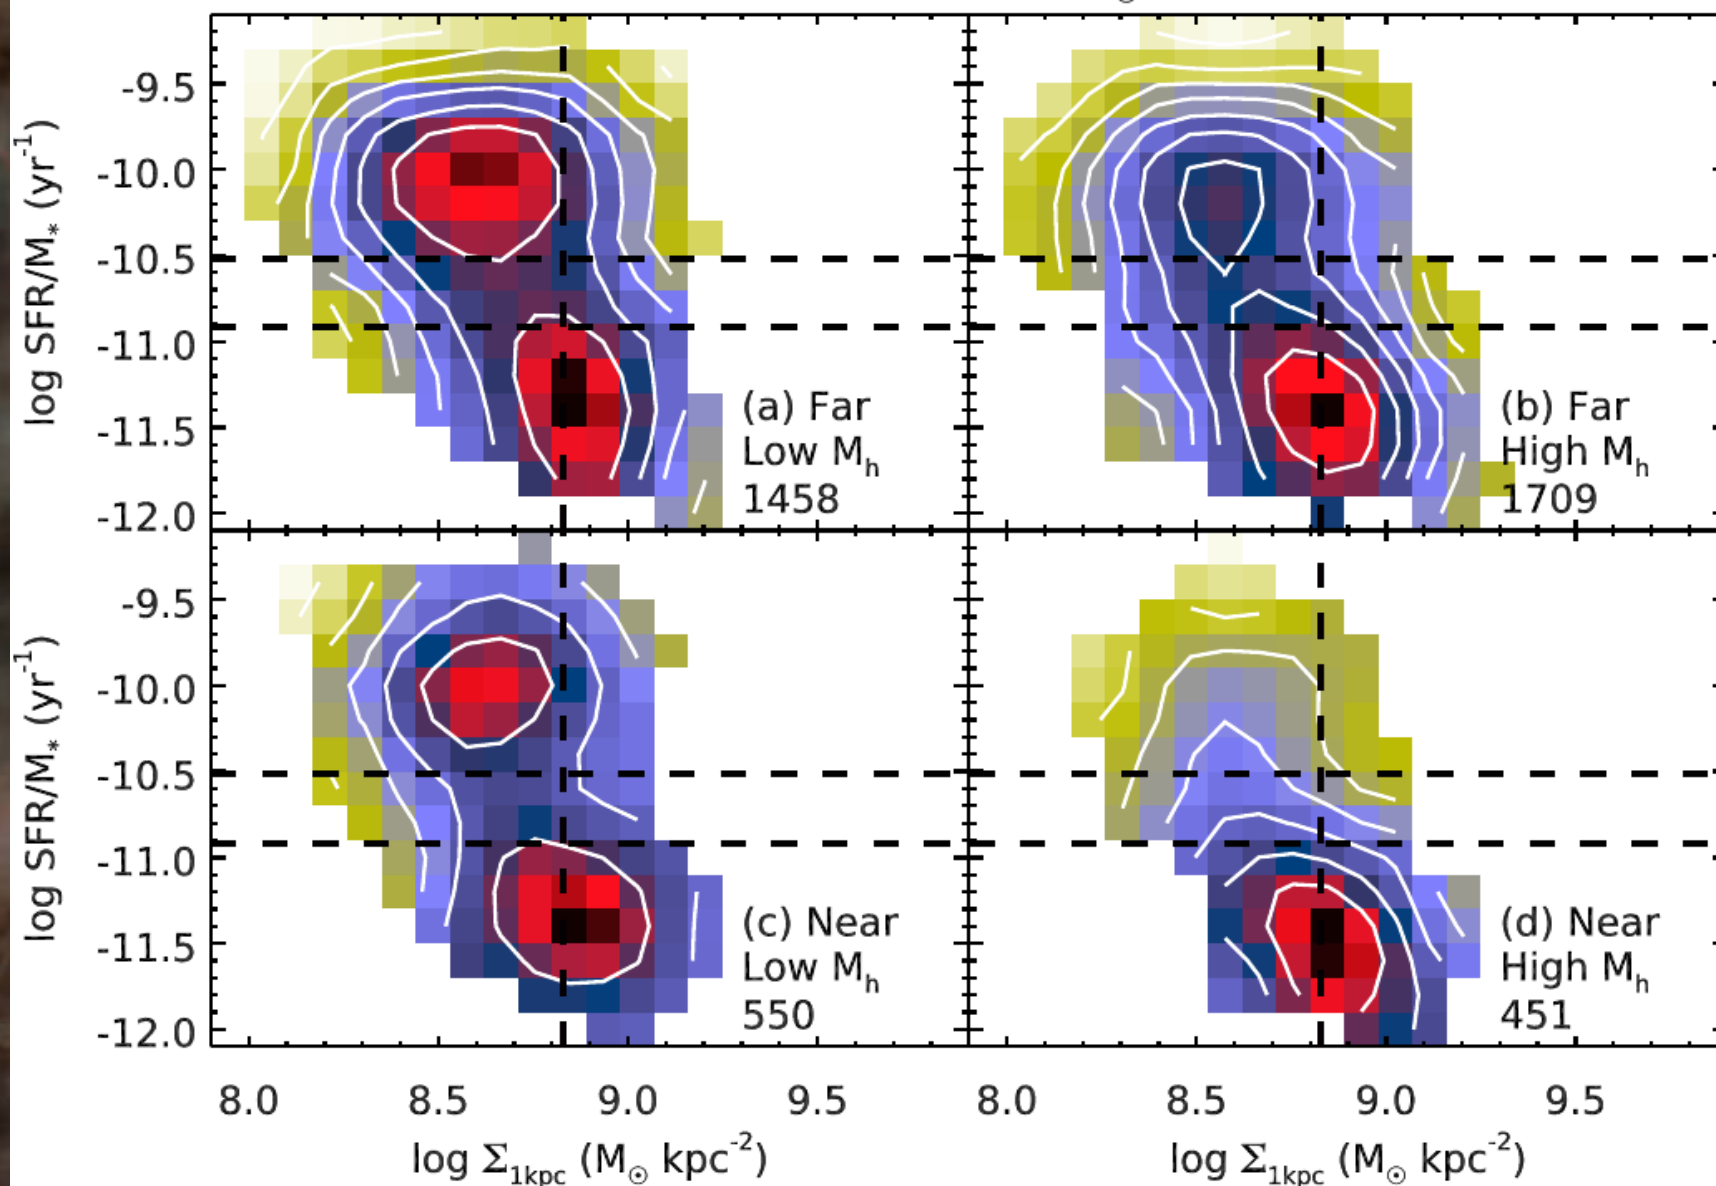 -9.5
-10.0
-10.5
-11.0
-11.5
-12.0
log SFR/M* (yr⁻¹)
(a) Far
Low Mₕ
1458
(b) Far
High Mₕ
1709
-9.5
-10.0
-10.5
-11.0
-11.5
-12.0
log SFR/M* (yr⁻¹)
(c) Near
Low Mₕ
550
(d) Near
High Mₕ
451
8.0 8.5 9.0 9.5
8.0 8.5 9.0 9.5
log Σ₁kpc (M⊙ kpc⁻²)
log Σ₁kpc (M⊙ kpc⁻²)